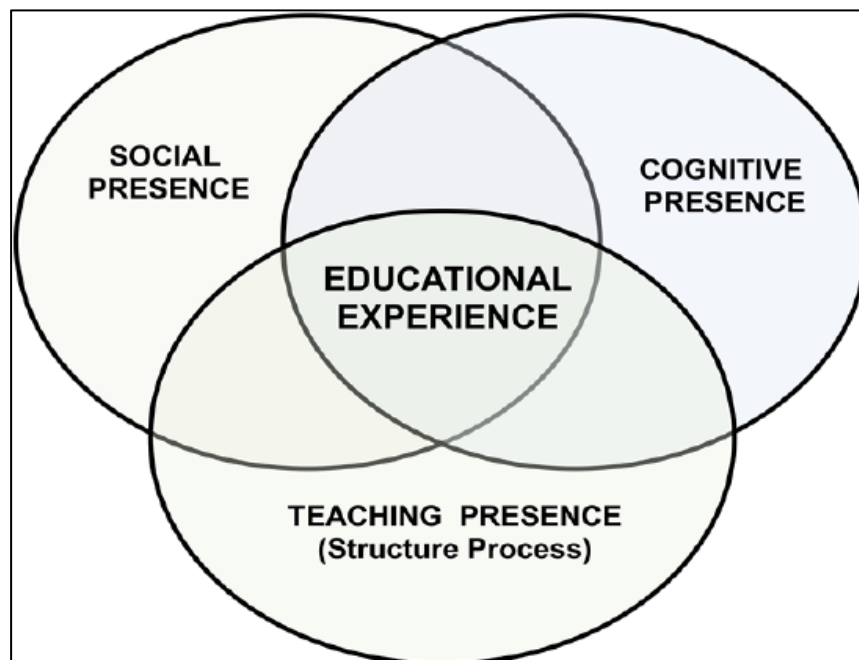 SOCIAL
PRESENCE
COGNITIVE
PRESENCE
EDUCATIONAL
EXPERIENCE
TEACHING PRESENCE
(Structure Process)